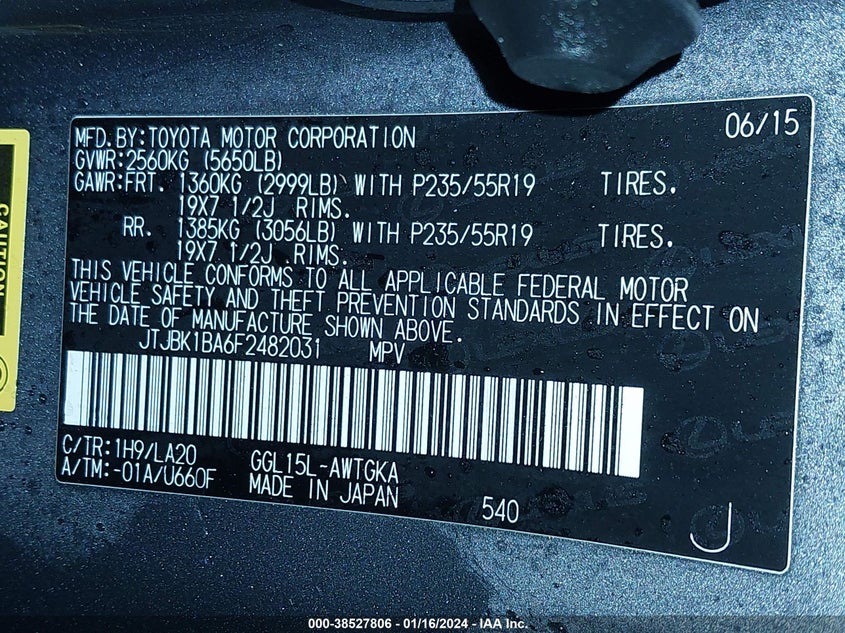 06/15
MFD.BY:TOYOTA MOTOR CORPORATION
GVWR:2560KG (5650LB)
GAWR:FRT. 1360KG (2999LB) WITH P235/55R19 TIRES.
19X7 1/2J RIMS.
RR. 1385KG (3056LB) WITH P235/55R19 TIRES.
19X7 1/2J RIMS.
THIS VEHICLE CONFORMS TO ALL APPLICABLE FEDERAL MOTOR
VEHICLE SAFETY AND THEFT PREVENTION STANDARDS IN EFFECT ON
THE DATE OF MANUFACTURE SHOWN ABOVE.
JTJBK1BA6F2482031 MPV
C/TR:1H9/LA20 GGL15L-AWTGKA
A/TM:-01A/U660F MADE IN JAPAN 540
J
CAUTION
000-38527806 - 01/16/2024 - IAA Inc.